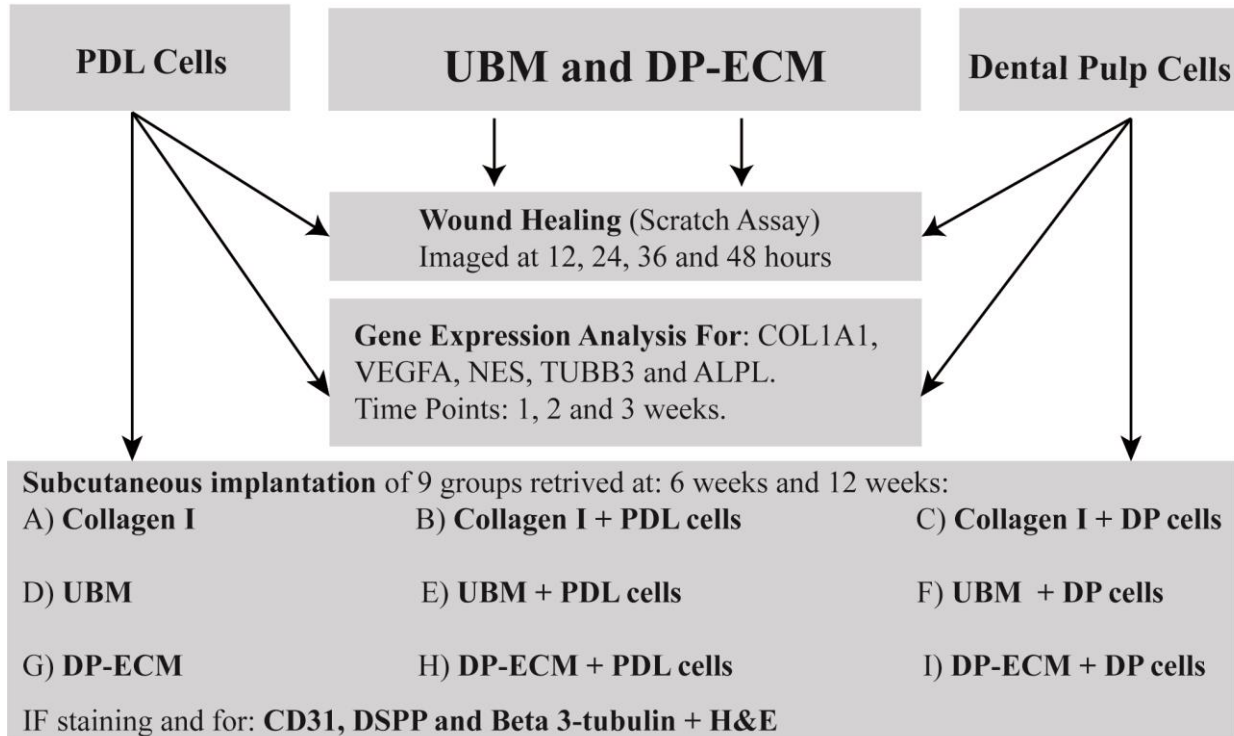 PDL Cells
UBM and DP-ECM
Dental Pulp Cells
Wound Healing (Scratch Assay)
Imaged at 12, 24, 36 and 48 hours
Gene Expression Analysis For: COL1A1,
VEGFA, NES, TUBB3 and ALPL.
Time Points: 1, 2 and 3 weeks.
Subcutaneous implantation of 9 groups retrived at: 6 weeks and 12 weeks:
A) Collagen I B) Collagen I + PDL cells C) Collagen I + DP cells
D) UBM E) UBM + PDL cells F) UBM + DP cells
G) DP-ECM H) DP-ECM + PDL cells I) DP-ECM + DP cells
IF staining and for: CD31, DSPP and Beta 3-tubulin + H&E